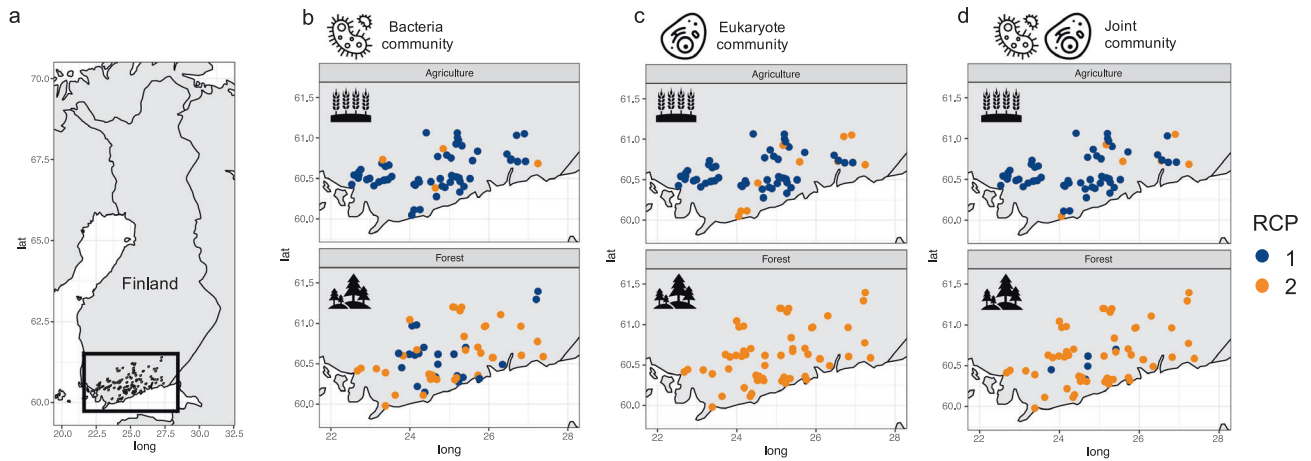 a
70.0
67.5
65.0
62.5
60.0
lat
Finland
20.0 22.5 25.0 27.5 30.0 32.5
long
b
Bacteria
community
Agriculture
61.5
61.0
60.5
60.0
lat
Forest
61.5
61.0
60.5
60.0
22 24 26 28
long
c
Eukaryote
community
Agriculture
61.5
61.0
60.5
60.0
lat
Forest
61.5
61.0
60.5
60.0
22 24 26 28
long
d
Joint
community
Agriculture
61.5
61.0
60.5
60.0
lat
Forest
61.5
61.0
60.5
60.0
22 24 26 28
long
RCP
1
2